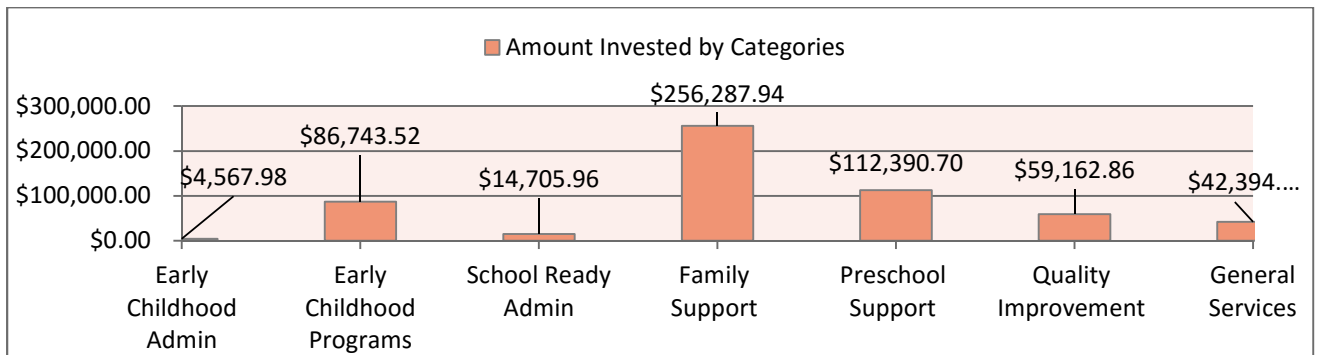 Amount Invested by Categories
$300,000.00
$200,000.00
$100,000.00
$0.00
$4,567.98
$86,743.52
$14,705.96
$256,287.94
$112,390.70
$59,162.86
$42,394....
Early
Childhood
Admin
Early
Childhood
Programs
School Ready
Admin
Family
Support
Preschool
Support
Quality
Improvement
General
Services